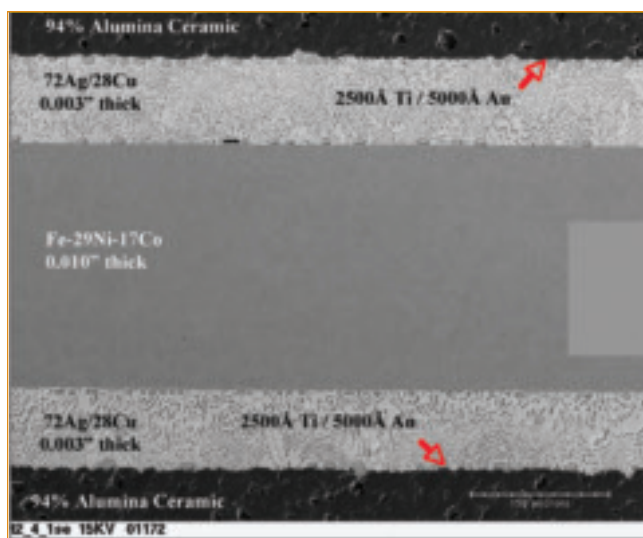 94% Alumina Ceramic
72Ag/28Cu
0.003" thick
2500Å Ti / 5000Å Au
Fe-29Ni-17Co
0.010" thick
72Ag/28Cu
0.003" thick
2500Å Ti / 5000Å Au
94% Alumina Ceramic
15KV 01172